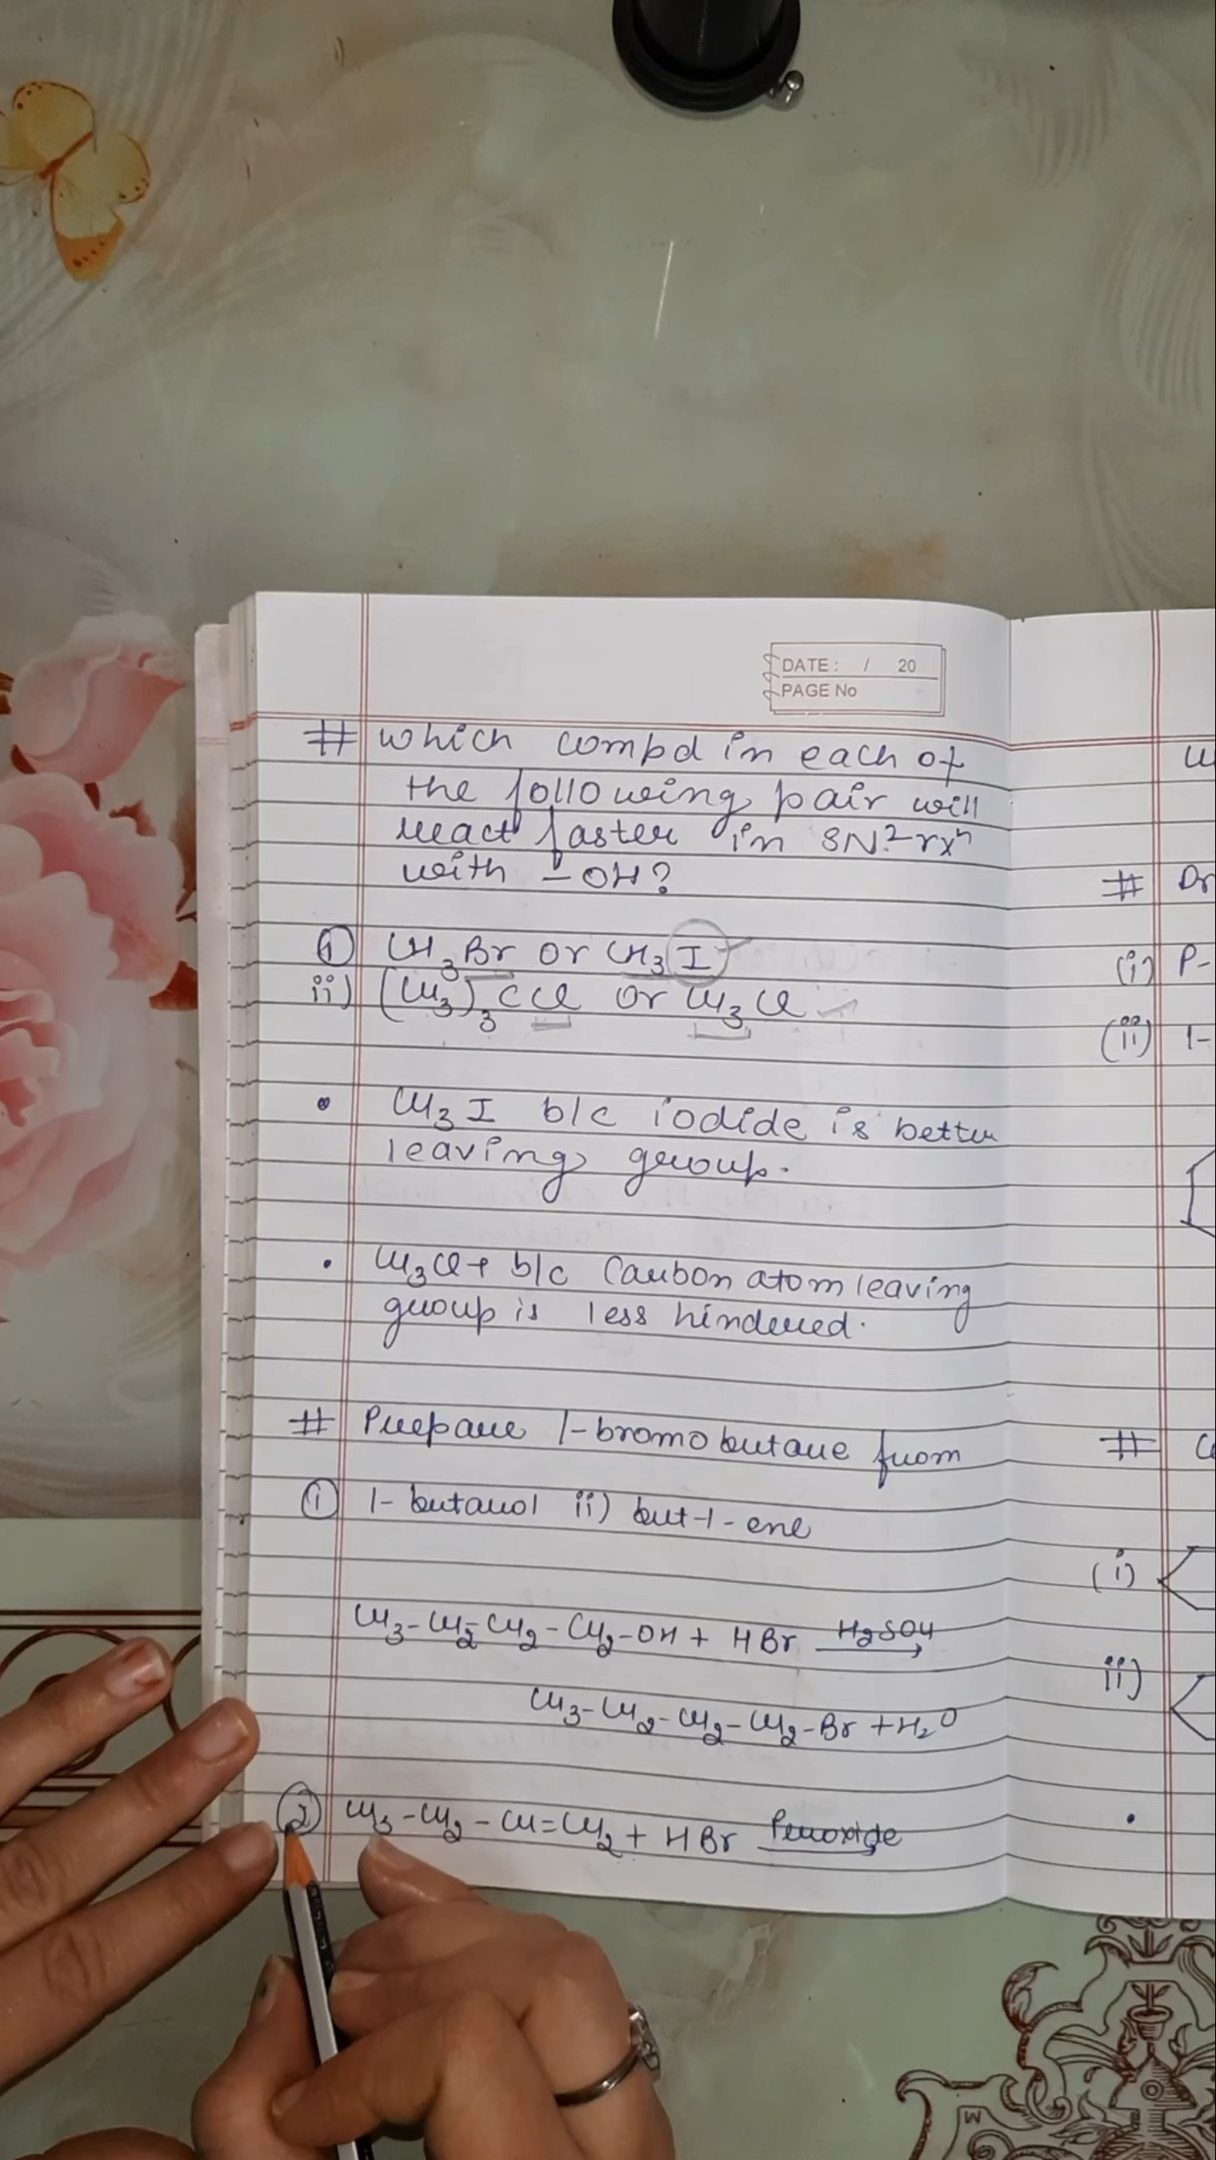 DATE : / 20
PAGE No
# which compd in each of
the following pair will
react faster in SN2 rxn
with -OH?
(i) CH3Br or CH3I
ii) (CH3)3CCl or CH3Cl
• CH3I b/c iodide is better
leaving group.
• CH3Cl → b/c Carbon atom leaving
group is less hindered.
# Prepare 1-bromobutane from
(i) 1-butanol ii) but-1-ene
CH3-CH2-CH2-CH2-OH + HBr H2SO4 →
CH3-CH2-CH2-CH2-Br + H2O
(2) CH3-CH2-CH=CH2 + HBr Peroxide →
#
(i) P-
(ii) 1-
#
(i)
ii)
•
M